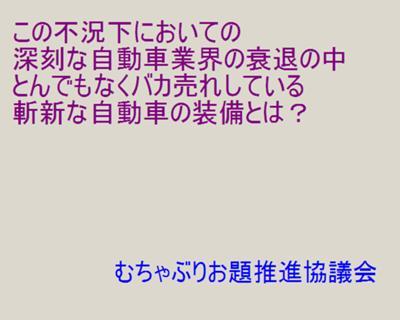 この不況下においての
深刻な自動車業界の衰退の中
とんでもなくバカ売れしている
斬新な自動車の装備とは？
むちゃぶりお題推進協議会